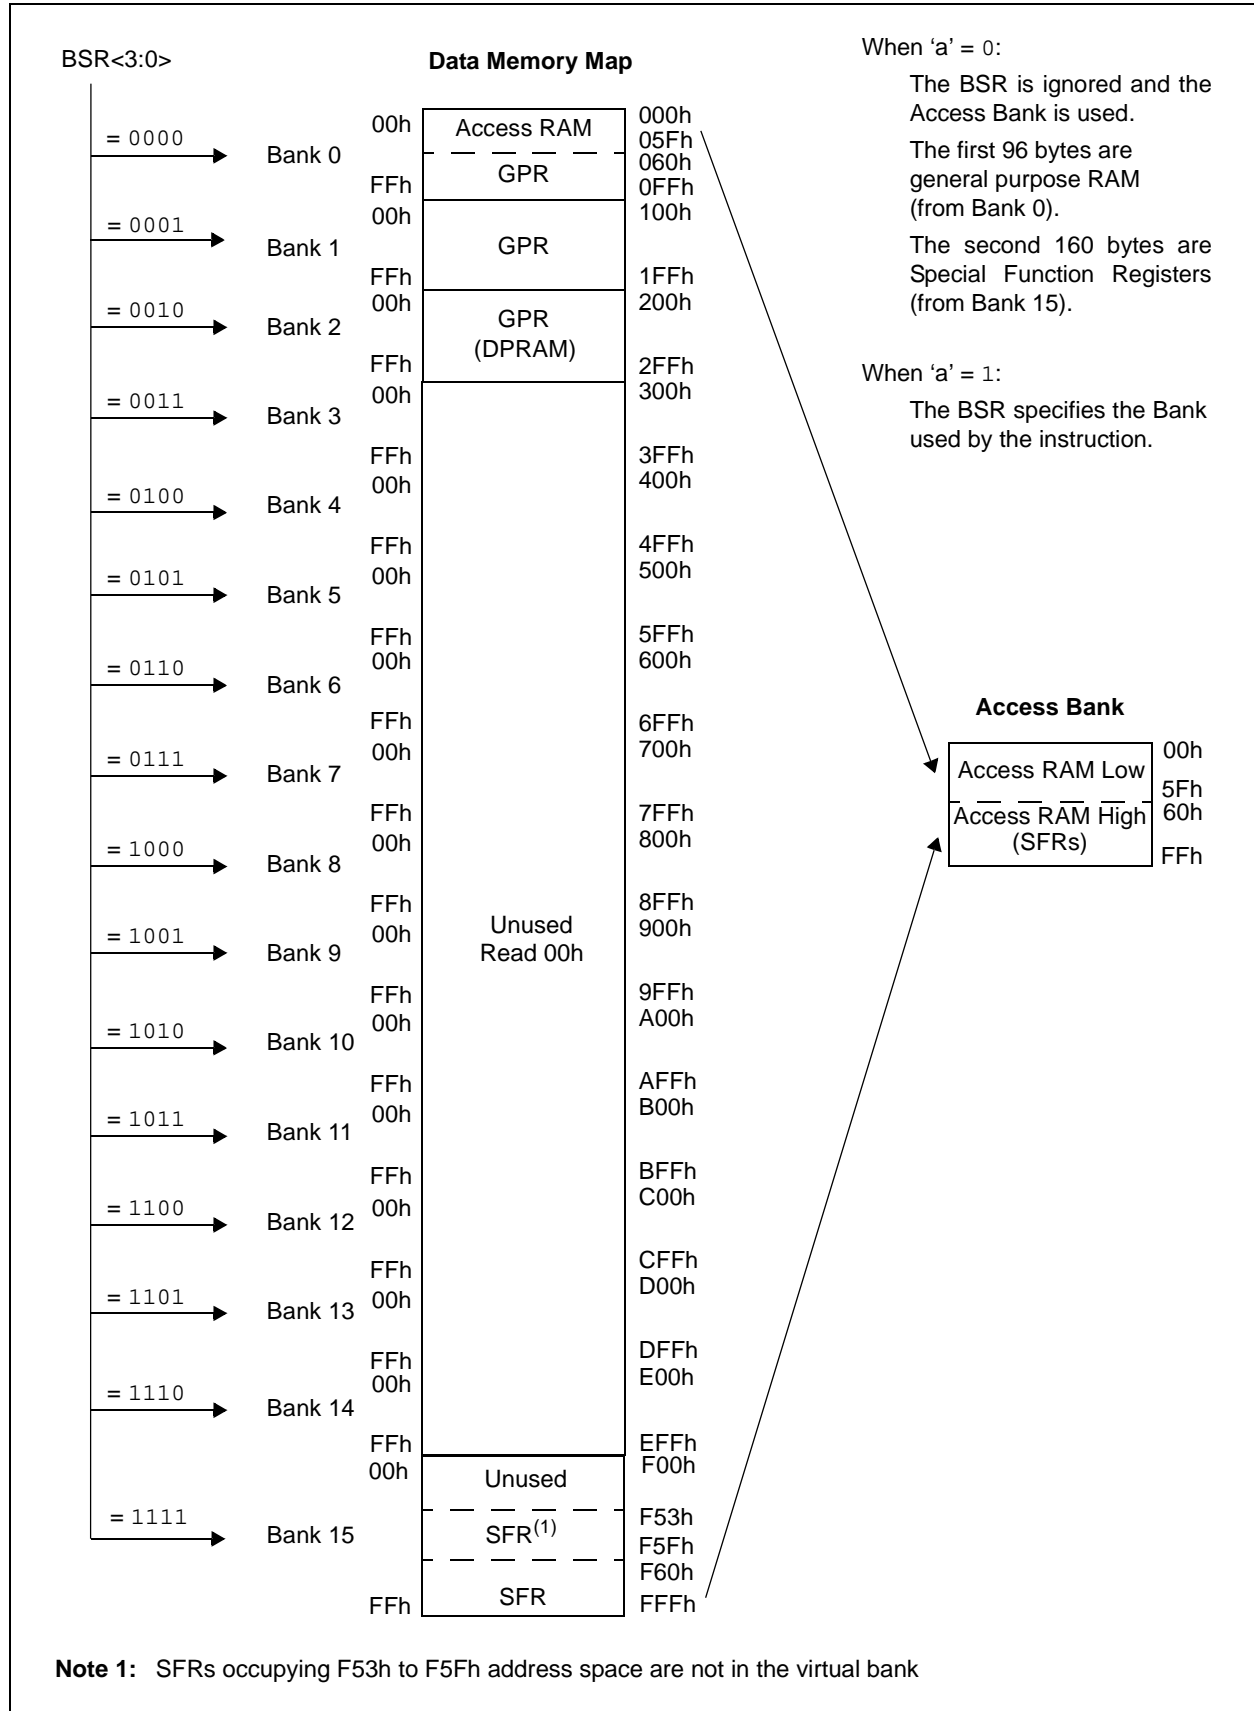 BSR<3:0>
Data Memory Map
When ‘a’ = 0:
The BSR is ignored and the
Access Bank is used.
The first 96 bytes are
general purpose RAM
(from Bank 0).
The second 160 bytes are
Special Function Registers
(from Bank 15).
When ‘a’ = 1:
The BSR specifies the Bank
used by the instruction.
= 0000
Bank 0
00h
FFh
Access RAM
GPR
000h
05Fh
060h
0FFh
= 0001
Bank 1
00h
FFh
GPR
100h
1FFh
= 0010
Bank 2
00h
FFh
GPR
(DPRAM)
200h
2FFh
= 0011
Bank 3
00h
FFh
300h
3FFh
= 0100
Bank 4
00h
FFh
400h
4FFh
= 0101
Bank 5
00h
FFh
500h
5FFh
= 0110
Bank 6
00h
FFh
600h
6FFh
= 0111
Bank 7
00h
FFh
700h
7FFh
= 1000
Bank 8
00h
FFh
800h
8FFh
= 1001
Bank 9
00h
FFh
Unused
Read 00h
900h
9FFh
= 1010
Bank 10
00h
FFh
A00h
AFFh
= 1011
Bank 11
00h
FFh
B00h
BFFh
= 1100
Bank 12
00h
FFh
C00h
CFFh
= 1101
Bank 13
00h
FFh
D00h
DFFh
= 1110
Bank 14
00h
FFh
E00h
EFFh
= 1111
Bank 15
00h
FFh
Unused
SFR(1)
SFR
F00h
F53h
F5Fh
F60h
FFFh
Access Bank
Access RAM Low
Access RAM High
(SFRs)
00h
5Fh
60h
FFh
Note 1: SFRs occupying F53h to F5Fh address space are not in the virtual bank